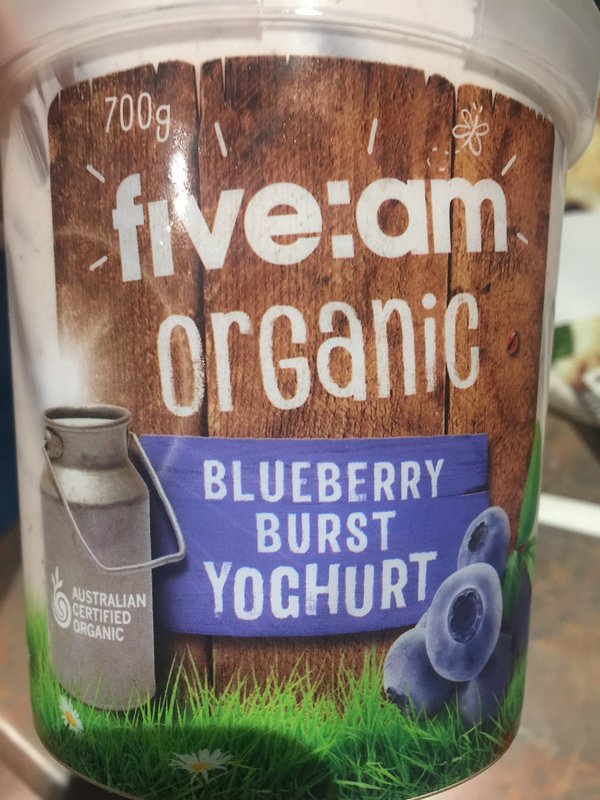 700g
five:am
organic
BLUEBERRY
BURST
YOGHURT
AUSTRALIAN
CERTIFIED
ORGANIC